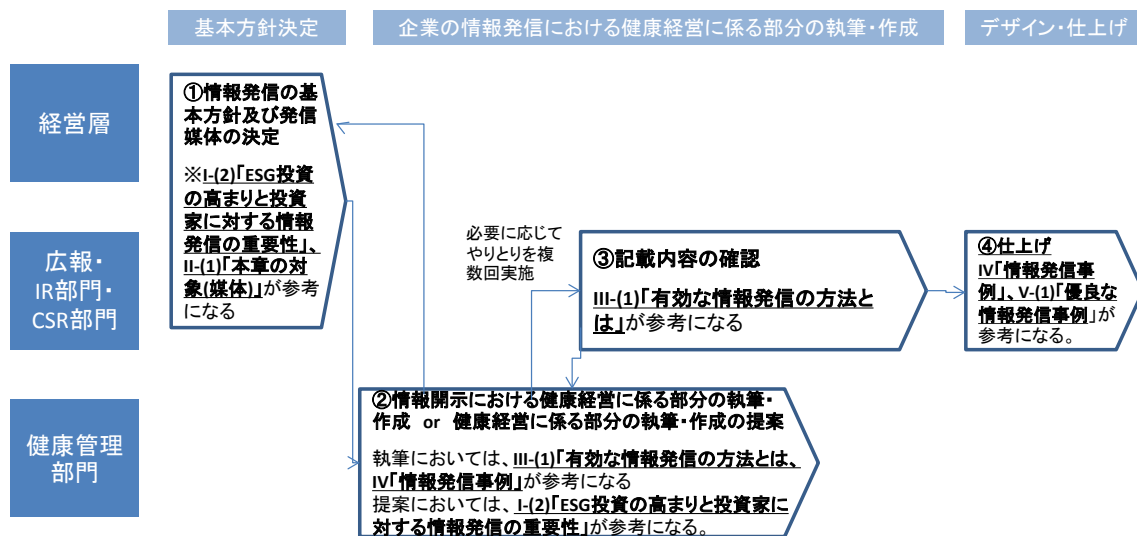 基本方針決定
企業の情報発信における健康経営に係る部分の執筆・作成
デザイン・仕上げ
経営層
①情報発信の基
本方針及び発信
媒体の決定
※I-(2)｢ESG投資
の高まりと投資
家に対する情報
発信の重要性｣、
II-(1)｢本章の対
象(媒体)｣が参考
になる
広報・
IR部門・
CSR部門
必要に応じて
やりとりを複
数回実施
③記載内容の確認
III-(1)｢有効な情報発信の方法と
は｣が参考になる
④仕上げ
IV｢情報発信事
例｣、V-(1)｢優良な
情報発信事例｣が
参考になる。
健康管理
部門
②情報開示における健康経営に係る部分の執筆・
作成 or 健康経営に係る部分の執筆・作成の提案
執筆においては、III-(1)｢有効な情報発信の方法とは、
IV｢情報発信事例｣が参考になる
提案においては、I-(2)｢ESG投資の高まりと投資家に
対する情報発信の重要性｣が参考になる。